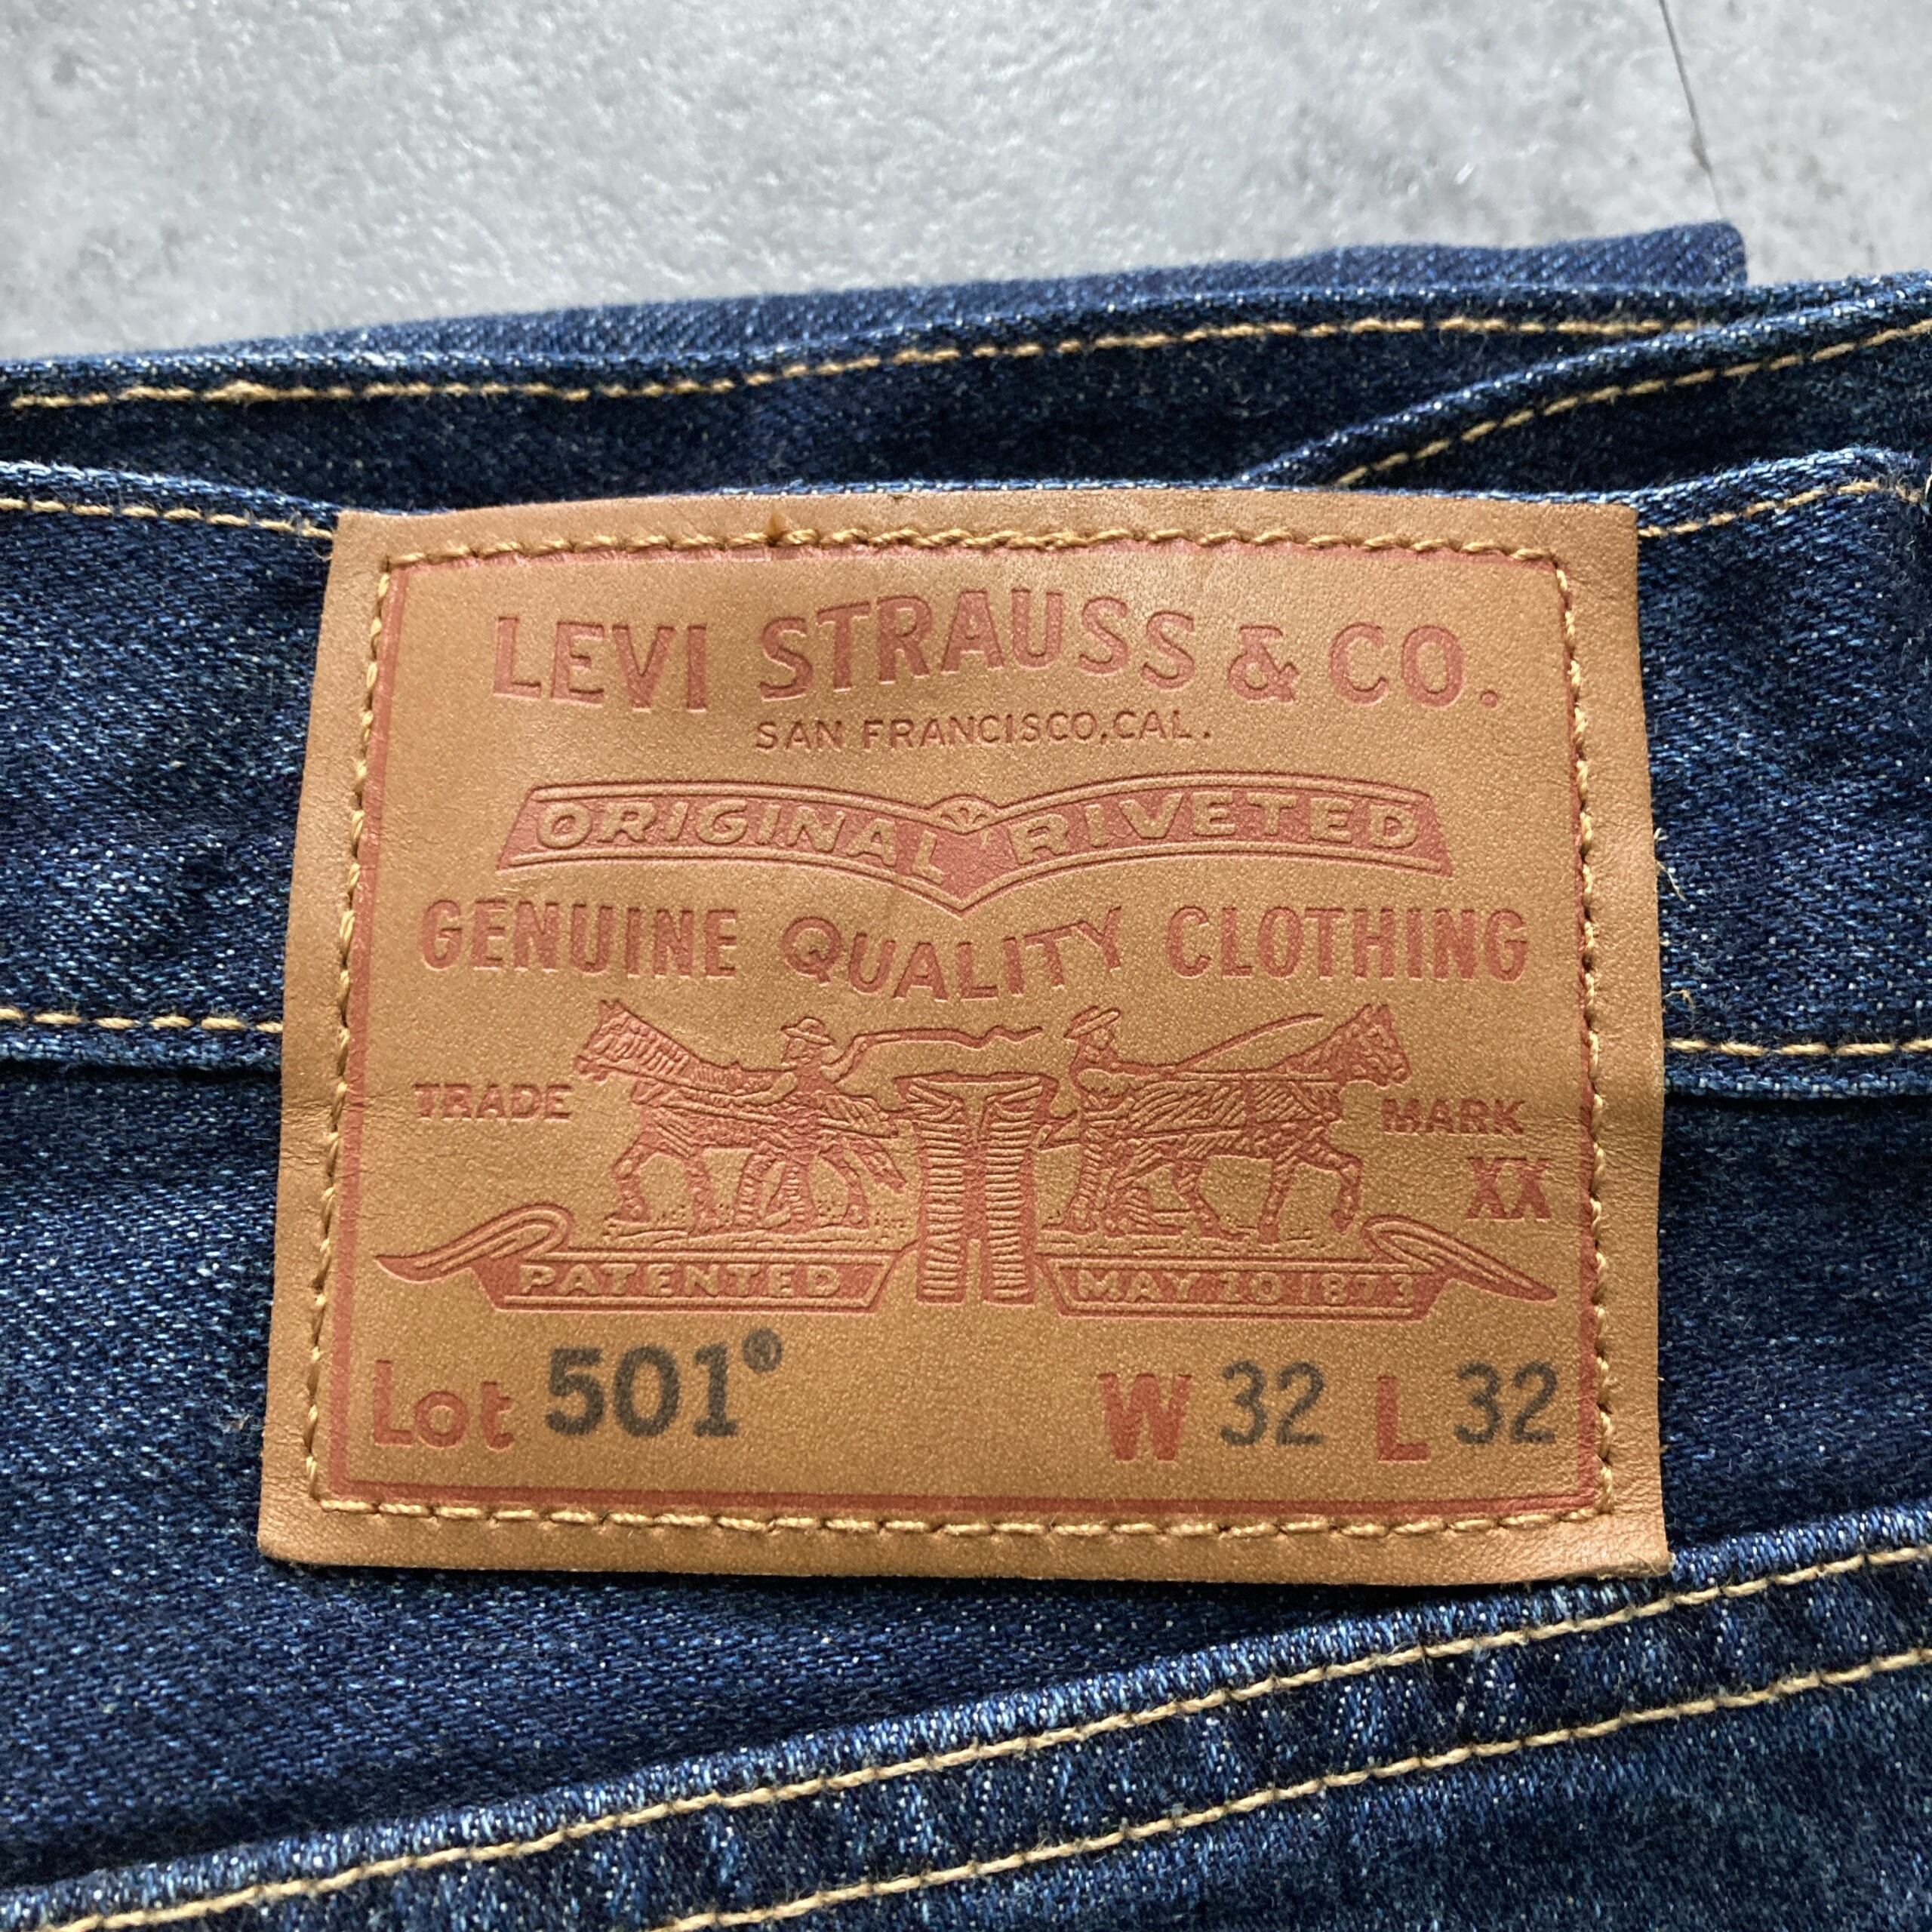 LEVI STRAUSS & CO.
SAN FRANCISCO, CAL.
ORIGINAL RIVETED
GENUINE QUALITY CLOTHING
TRADE MARK
XX
PATENTED MAY 20 1873
Lot 501® W 32 L 32